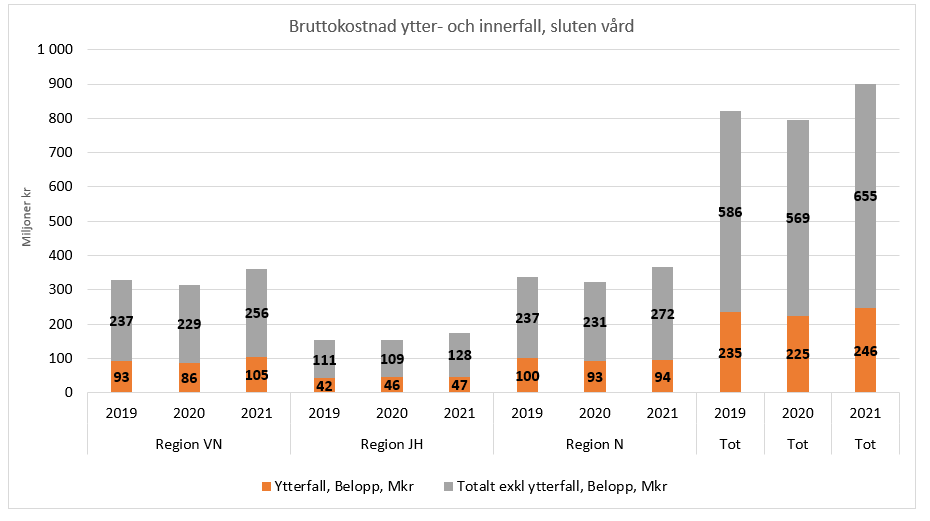 Bruttokostnad ytter- och innerfall, sluten vård
1 000
900
800
700
600
500
400
300
200
100
0
Miljoner kr
237 229 256 111 109 128 237 231 272 586 569 655
93 86 105 42 46 47 100 93 94 235 225 246
2019 2020 2021 2019 2020 2021 2019 2020 2021 2019 2020 2021
Region VN Region JH Region N Tot Tot Tot
Ytterfall, Belopp, Mkr Totalt exkl ytterfall, Belopp, Mkr